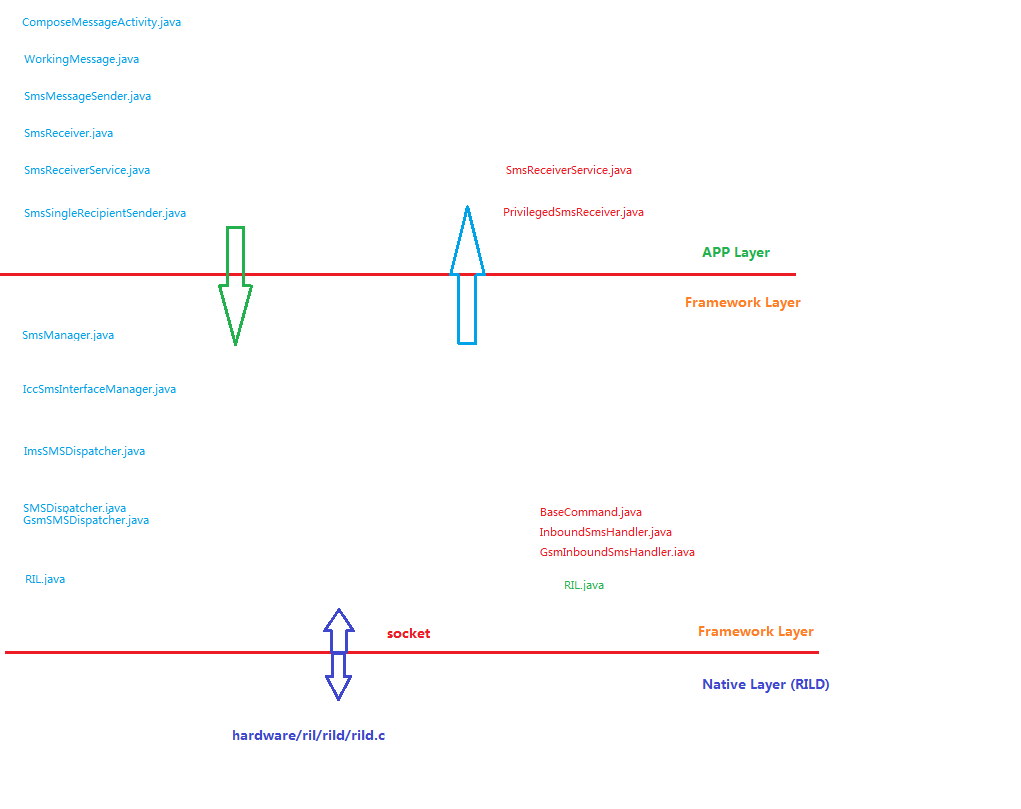 ComposeMessageActivity.java
WorkingMessage.java
SmsMessageSender.java
SmsReceiver.java
SmsReceiverService.java
SmsReceiverService.java
SmsSingleRecipientSender.java
PrivilegedSmsReceiver.java
APP Layer
Framework Layer
SmsManager.java
IccSmsInterfaceManager.java
ImsSMSDispatcher.java
SMSDispatcher.java
GsmSMSDispatcher.java
BaseCommand.java
InboundSmsHandler.java
GsmInboundSmsHandler.java
RIL.java
RIL.java
socket
Framework Layer
Native Layer (RILD)
hardware/ril/rild/rild.c